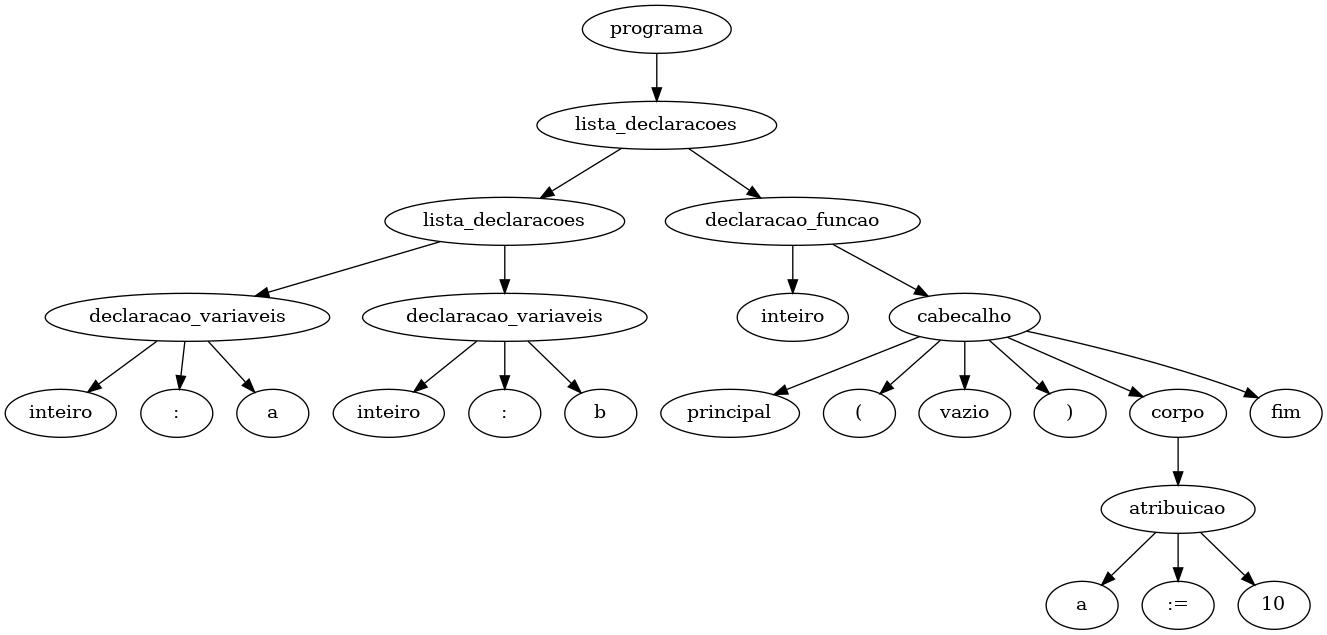 programa
lista_declaracoes
lista_declaracoes
declaracao_funcao
declaracao_variaveis
declaracao_variaveis
inteiro
cabecalho
inteiro
:
a
inteiro
:
b
principal
(
vazio
)
corpo
fim
atribuicao
a
:=
10